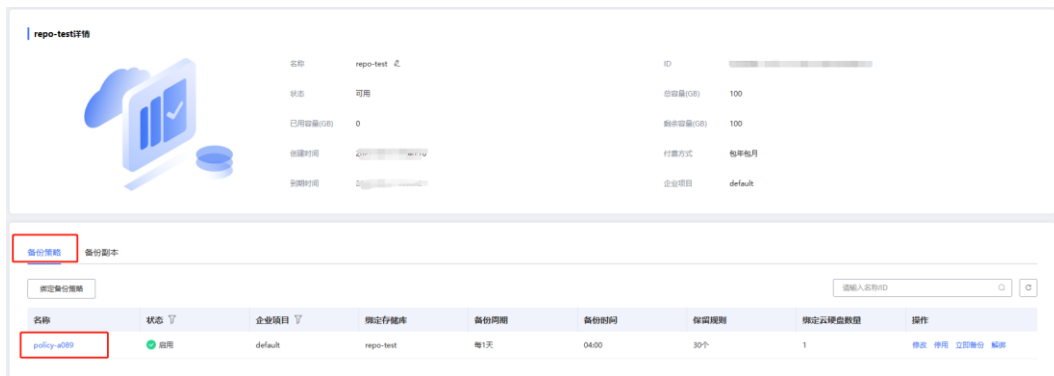 repo-test详情
名称 repo-test ID
状态 可用 总容量(GB) 100
已用容量(GB) 0 剩余容量(GB) 100
创建时间 付费方式 包年包月
到期时间 企业项目 default
备份策略 备份副本
绑定备份策略 请输入名称/ID
名称 状态 企业项目 绑定存储库 备份周期 备份时间 保留规则 绑定云硬盘数量 操作
policy-a089 启用 default repo-test 每1天 04:00 30个 1 修改 停用 立即备份 解绑